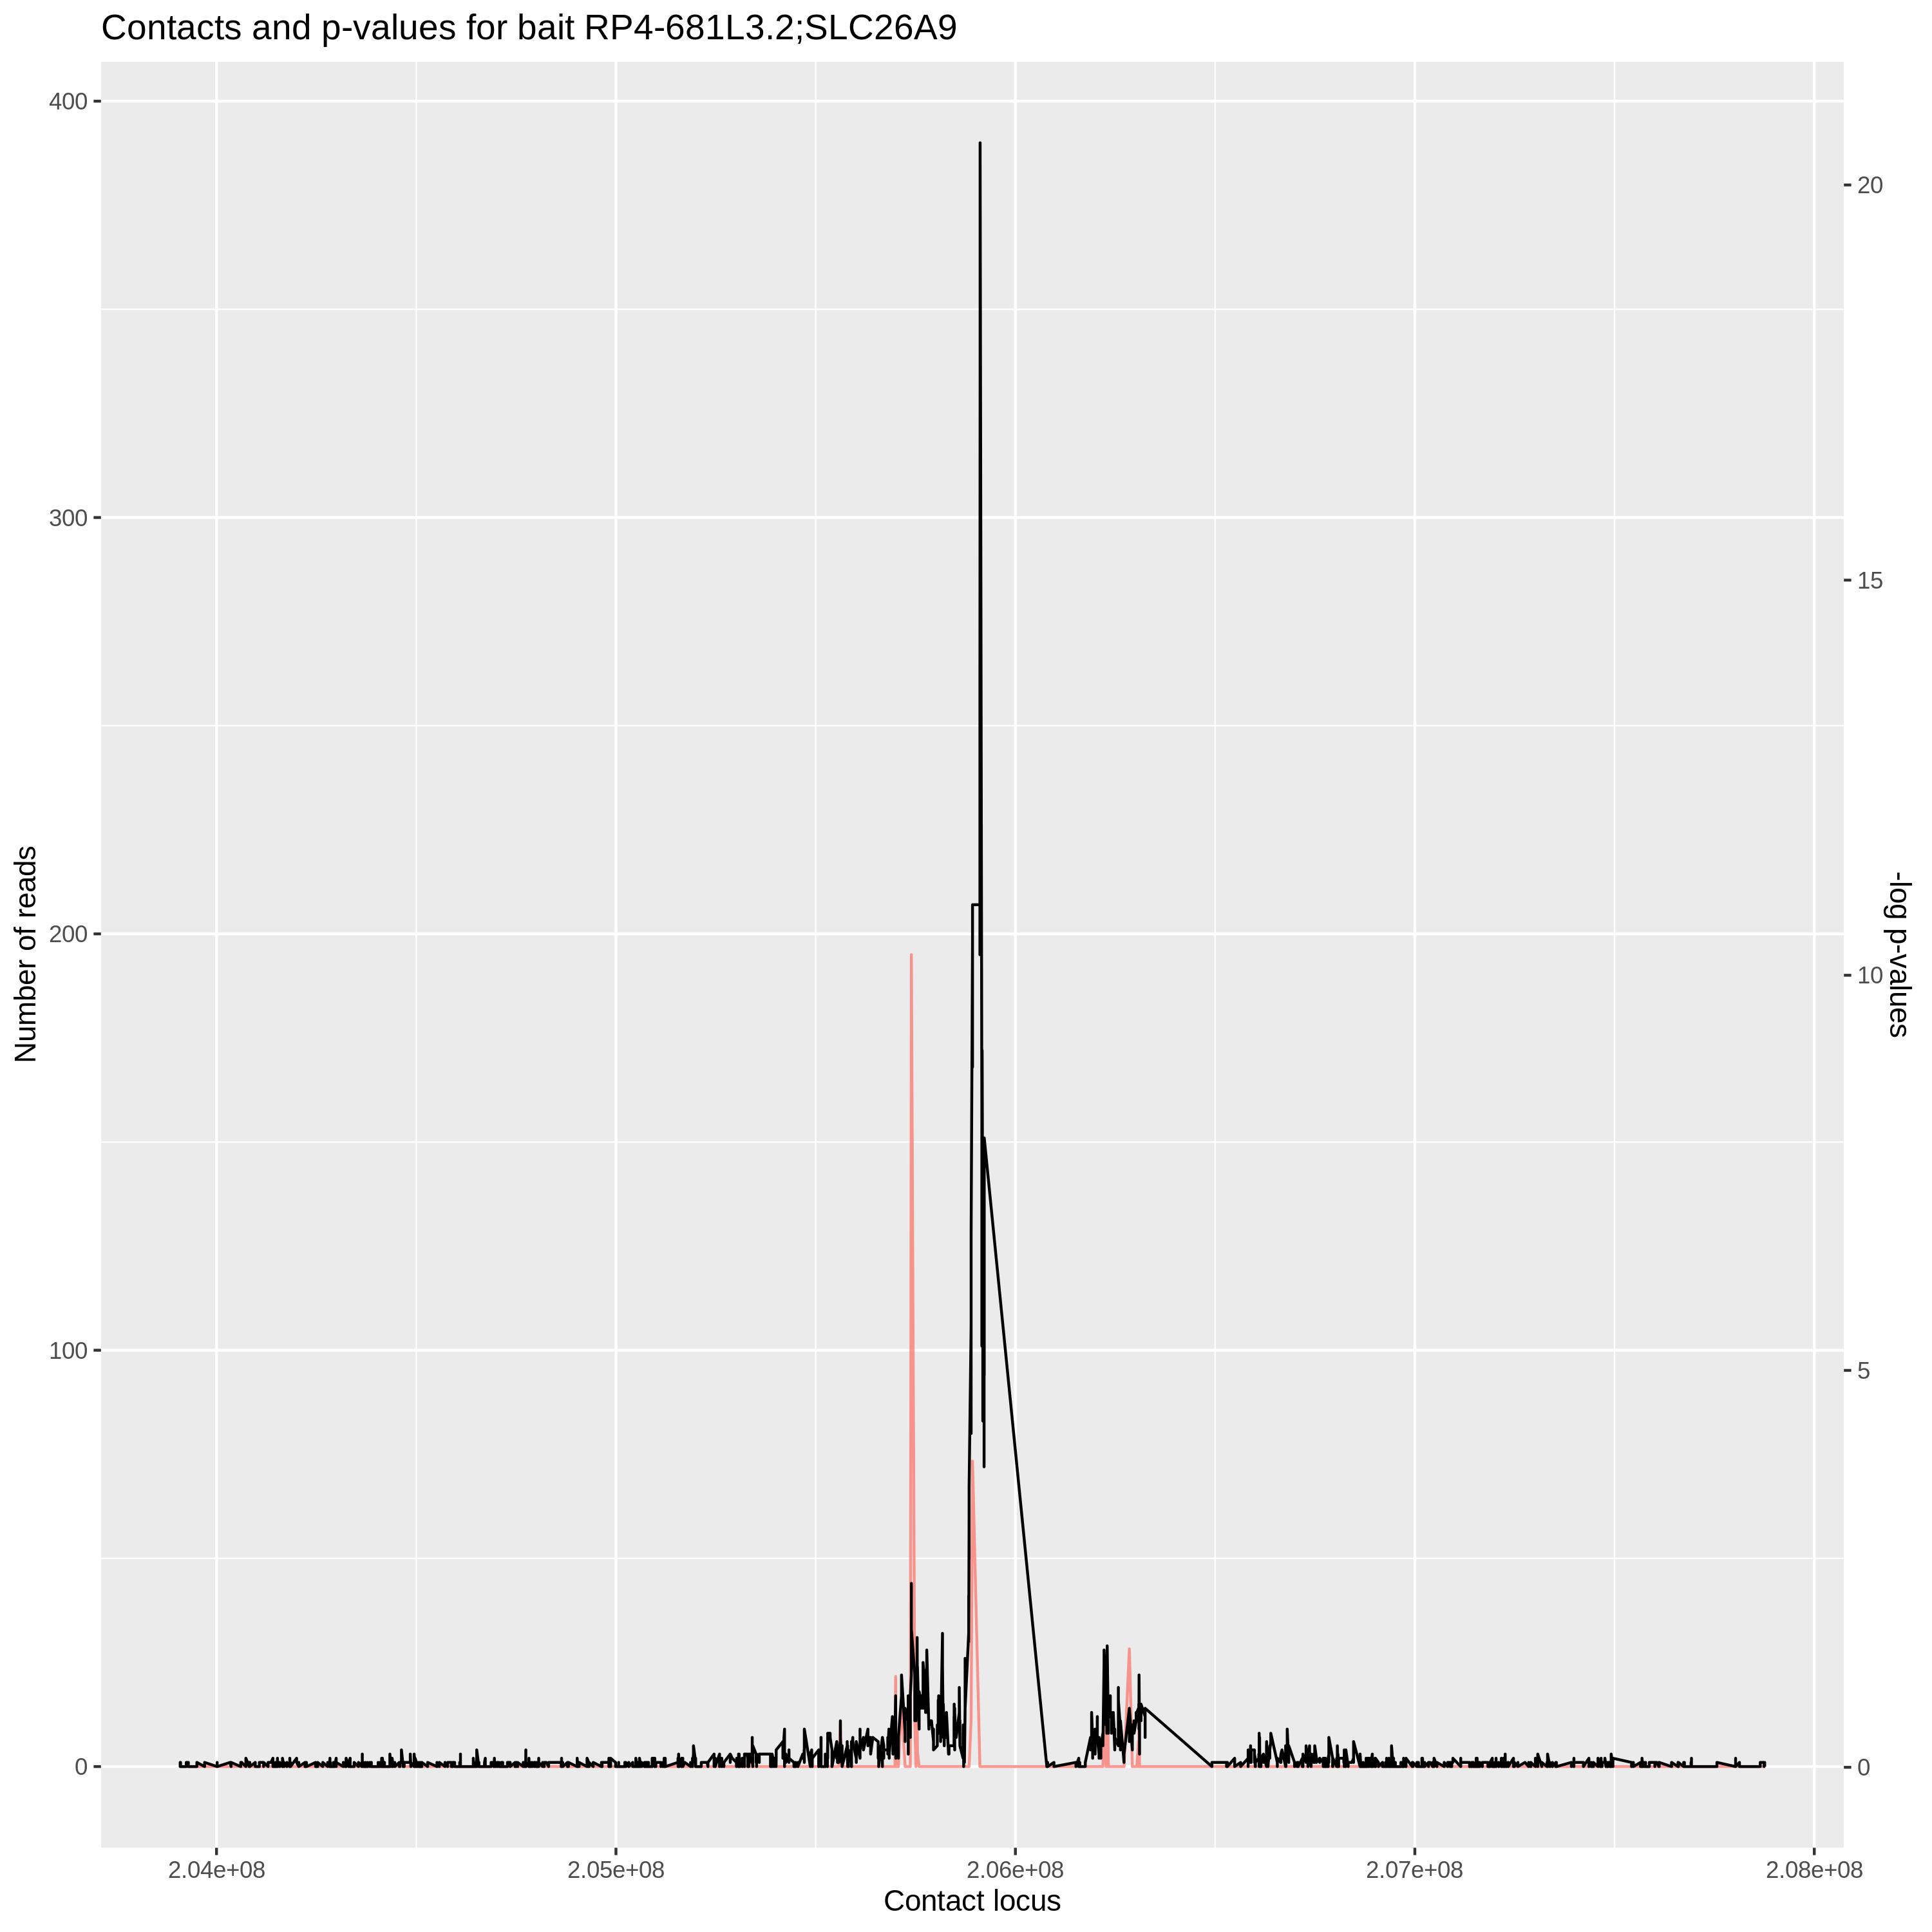 Contacts and p-values for bait RP4-681L3.2;SLC26A9
400
300
200
100
0
Number of reads
20
15
10
5
0
-log p-values
2.04e+08
2.05e+08
2.06e+08
2.07e+08
2.08e+08
Contact locus